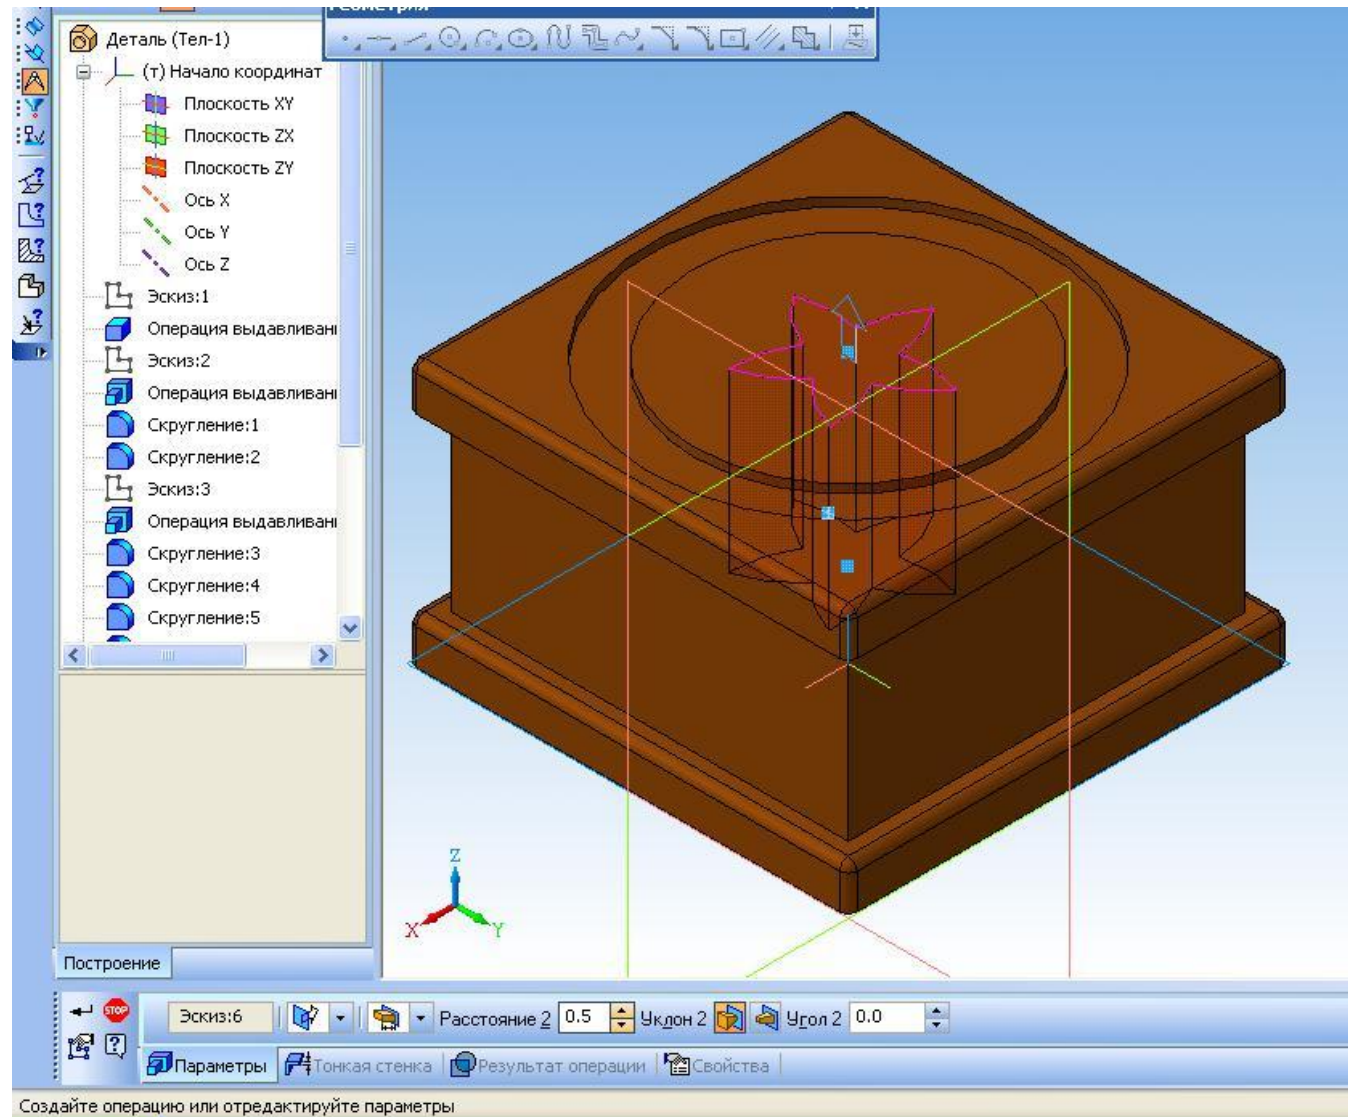 Геометрия
Деталь (Тел-1)
(т) Начало координат
Плоскость XY
Плоскость ZX
Плоскость ZY
Ось X
Ось Y
Ось Z
Эскиз:1
Операция выдавливани
Эскиз:2
Операция выдавливани
Скругление:1
Скругление:2
Эскиз:3
Операция выдавливани
Скругление:3
Скругление:4
Скругление:5
Z
X
Y
Построение
STOP
Эскиз:6
Расстояние 2 0.5 Уклон 2 Угол 2 0.0
Параметры Тонкая стенка Результат операции Свойства
Создайте операцию или отредактируйте параметры